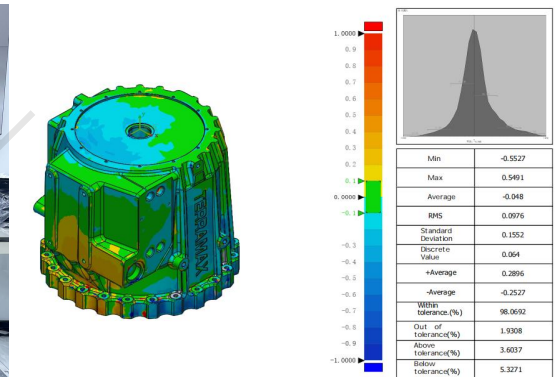 1.0000
0.9
0.8
0.7
0.6
0.5
0.4
0.3
0.2
0.1
0.0000
-0.1
-0.3
-0.4
-0.5
-0.6
-0.7
-0.8
-0.9
-1.0000
Min -0.5527
Max 0.5491
Average -0.048
RMS 0.0976
Standard
Deviation 0.1552
Discrete
Value 0.064
+Average 0.2896
-Average -0.2527
Within
tolerance.(%) 98.0692
Out of
tolerance(%) 1.9308
Above
tolerance(%) 3.6037
Below
tolerance(%) 5.3271